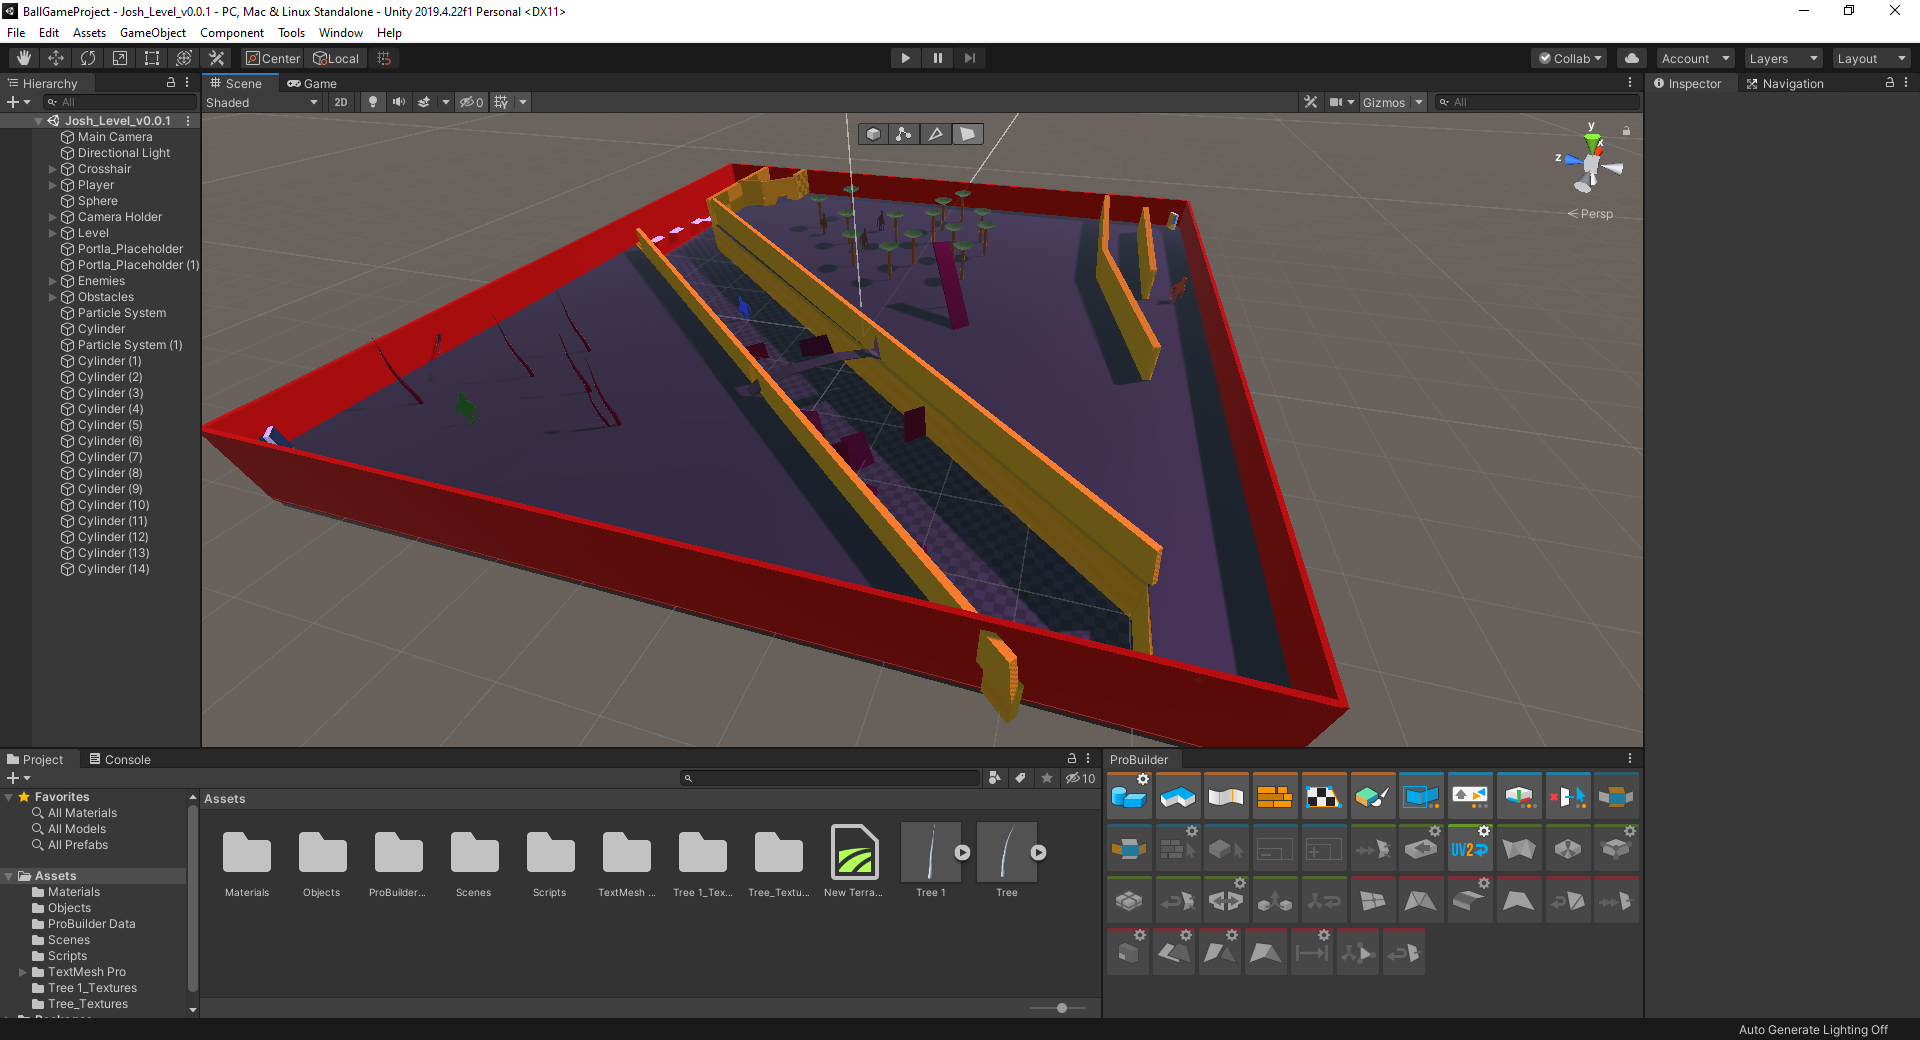 BallGameProject - Josh_Level_v0.0.1 - PC, Mac & Linux Standalone - Unity 2019.4.22f1 Personal <DX11>
File Edit Assets GameObject Component Tools Window Help
Center Local Collab Account Layers Layout
Hierarchy
All
Josh_Level_v0.0.1
Main Camera
Directional Light
Crosshair
Player
Sphere
Camera Holder
Level
Portla_Placeholder
Portla_Placeholder (1)
Enemies
Obstacles
Particle System
Cylinder
Particle System (1)
Cylinder (1)
Cylinder (2)
Cylinder (3)
Cylinder (4)
Cylinder (5)
Cylinder (6)
Cylinder (7)
Cylinder (8)
Cylinder (9)
Cylinder (10)
Cylinder (11)
Cylinder (12)
Cylinder (13)
Cylinder (14)
Scene Game
Shaded 2D 0 Gizmos All
y
x
z
Persp
Inspector Navigation
Project Console
10
Favorites
All Materials
All Models
All Prefabs
Assets
Materials
Objects
ProBuilder Data
Scenes
Scripts
TextMesh Pro
Tree 1_Textures
Tree_Textures
Assets
Materials Objects ProBuilder... Scenes Scripts TextMesh ... Tree 1_Tex... Tree_Textu... New Terra... Tree 1 Tree
ProBuilder
UV2
Auto Generate Lighting Off